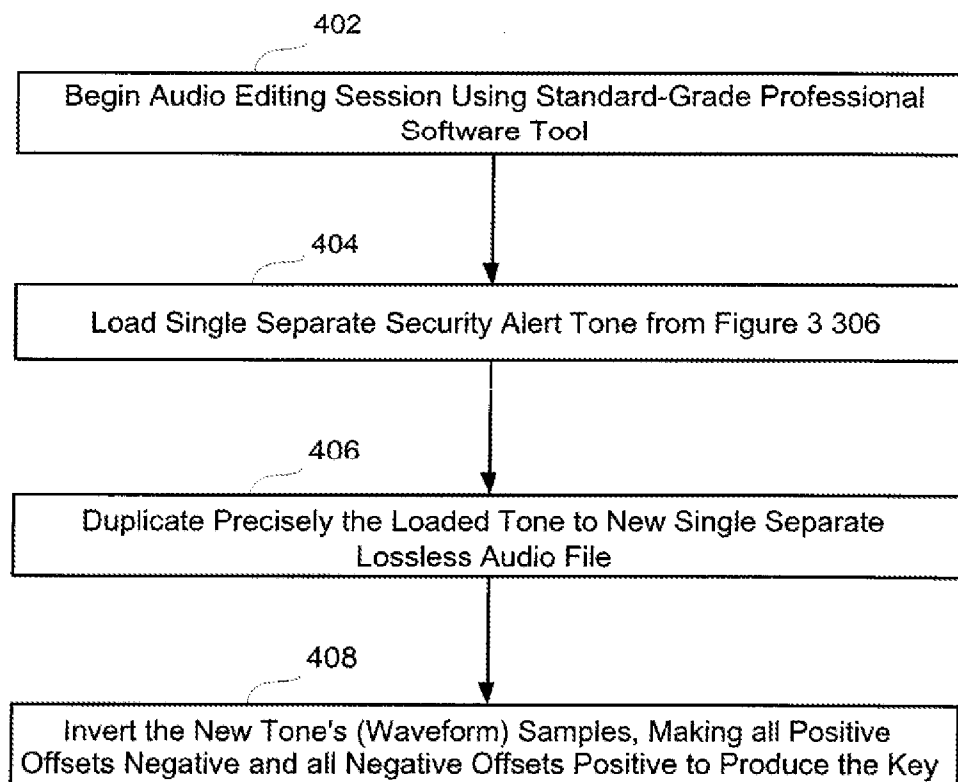 402
Begin Audio Editing Session Using Standard-Grade Professional
Software Tool
404
Load Single Separate Security Alert Tone from Figure 3 306
406
Duplicate Precisely the Loaded Tone to New Single Separate
Lossless Audio File
408
Invert the New Tone's (Waveform) Samples, Making all Positive
Offsets Negative and all Negative Offsets Positive to Produce the Key